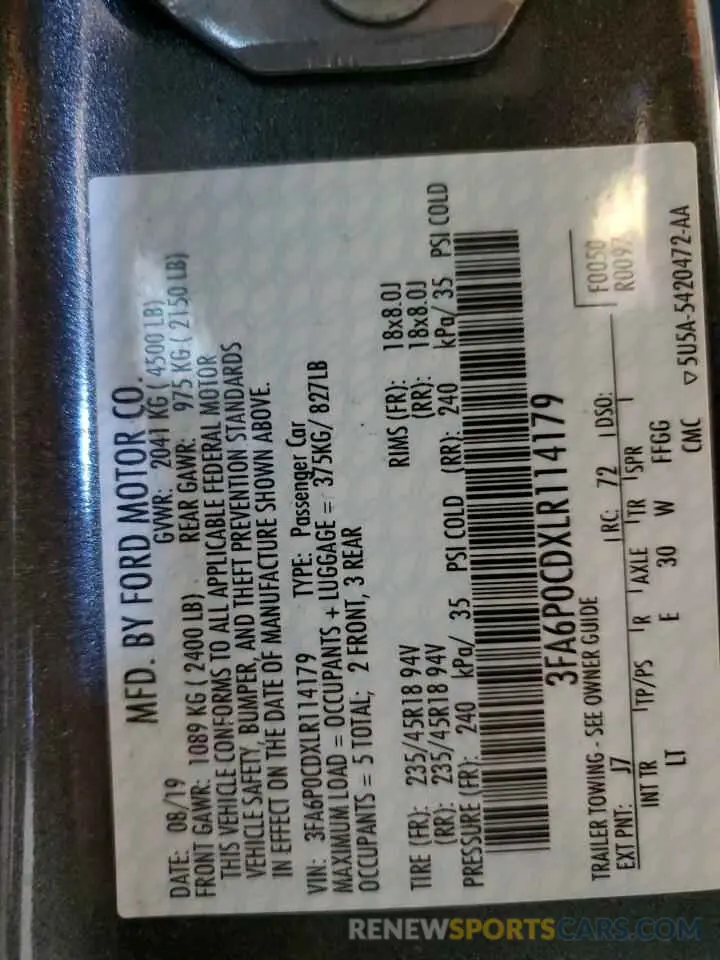 MFD. BY FORD MOTOR CO.
DATE: 08/19 GVWR: 2041 KG ( 4500 LB)
FRONT GAWR: 1089 KG ( 2400 LB) REAR GAWR: 975 KG ( 2150 LB)
THIS VEHICLE CONFORMS TO ALL APPLICABLE FEDERAL MOTOR
VEHICLE SAFETY, BUMPER, AND THEFT PREVENTION STANDARDS
IN EFFECT ON THE DATE OF MANUFACTURE SHOWN ABOVE.
VIN: 3FA6P0CDXLR114179 TYPE: Passenger Car
MAXIMUM LOAD = OCCUPANTS + LUGGAGE = 375KG/ 827LB
OCCUPANTS = 5 TOTAL; 2 FRONT, 3 REAR
TIRE (FR): 235/45R18 94V RIMS (FR): 18x8.0J
(RR): 235/45R18 94V (RR): 18x8.0J
PRESSURE (FR): 240 kPa/ 35 PSI COLD (RR): 240 kPa/ 35 PSI COLD
3FA6P0CDXLR114179
F0050
TRAILER TOWING - SEE OWNER GUIDE
EXT PNT: J7 RC: 72 DSO:
INT TR TP/PS R AXLE TR SPR
LT E 30 W FFGG
CMC ▽5U5A-5420472-AA
RENEWSPORTSCARS.COM